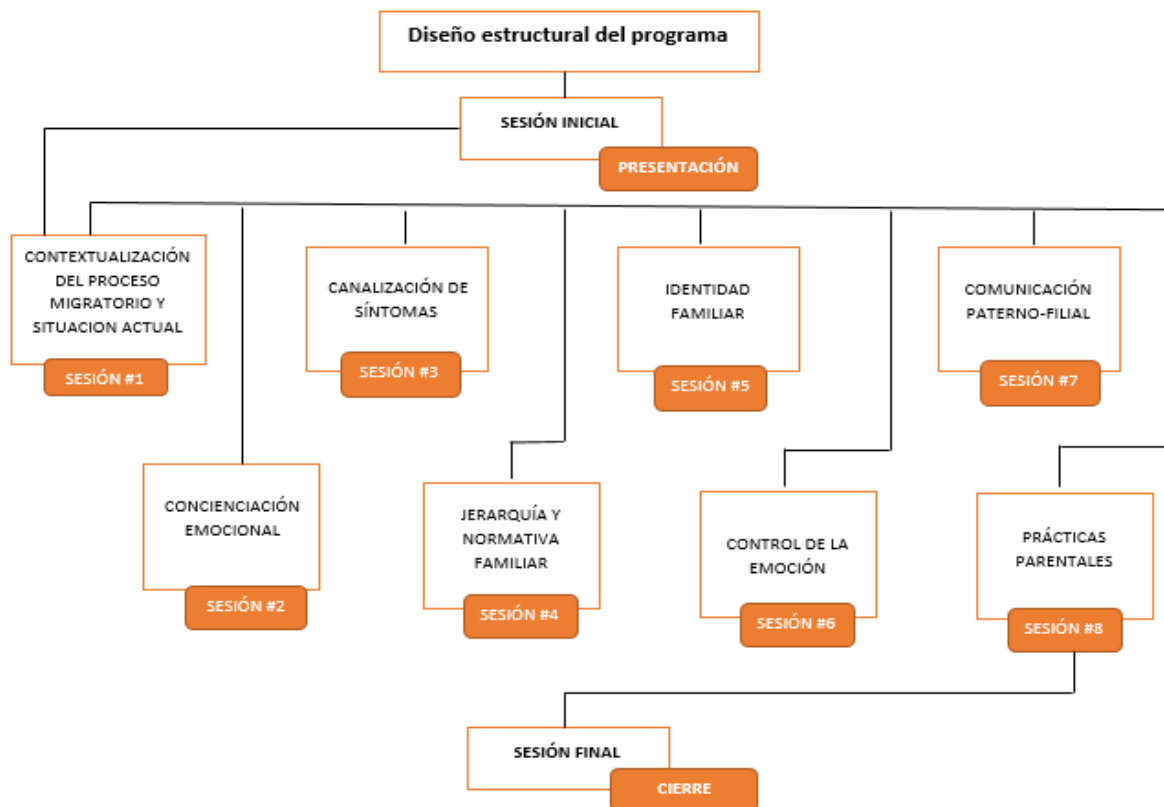 Diseño estructural del programa
SESIÓN INICIAL
PRESENTACIÓN
CONTEXTUALIZACIÓN
DEL PROCESO
MIGRATORIO Y
SITUACION ACTUAL
SESIÓN #1
CANALIZACIÓN DE
SÍNTOMAS
SESIÓN #3
IDENTIDAD
FAMILIAR
SESIÓN #5
COMUNICACIÓN
PATERNO-FILIAL
SESIÓN #7
CONCIENCIACIÓN
EMOCIONAL
SESIÓN #2
JERARQUÍA Y
NORMATIVA
FAMILIAR
SESIÓN #4
CONTROL DE LA
EMOCIÓN
SESIÓN #6
PRÁCTICAS
PARENTALES
SESIÓN #8
SESIÓN FINAL
CIERRE